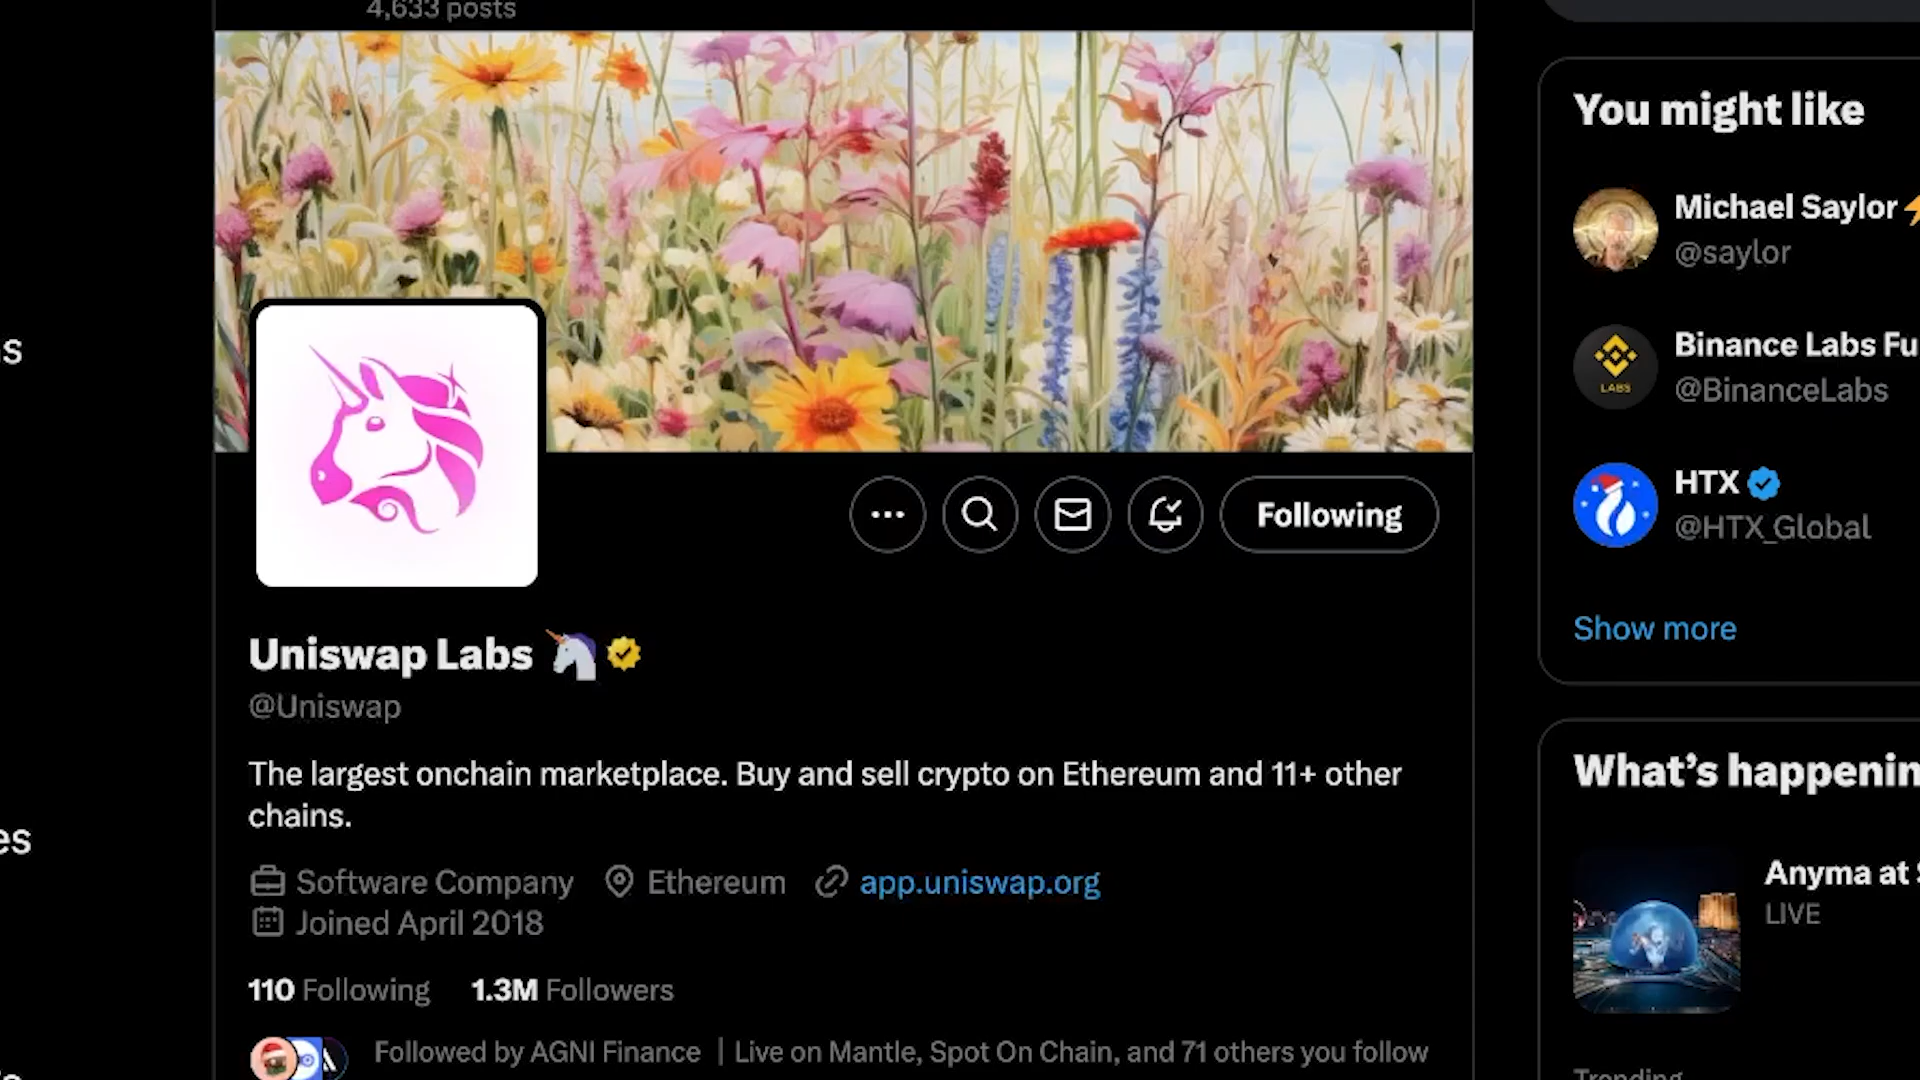 4,633 posts
Following
Uniswap Labs
@Uniswap
The largest onchain marketplace. Buy and sell crypto on Ethereum and 11+ other
chains.
Software Company Ethereum app.uniswap.org
Joined April 2018
110 Following 1.3M Followers
Followed by AGNI Finance | Live on Mantle, Spot On Chain, and 71 others you follow
You might like
Michael Saylor
@saylor
LABS
Binance Labs Fu
@BinanceLabs
HTX
@HTX_Global
Show more
What's happenin
Anyma at S
LIVE
Trending
s
es